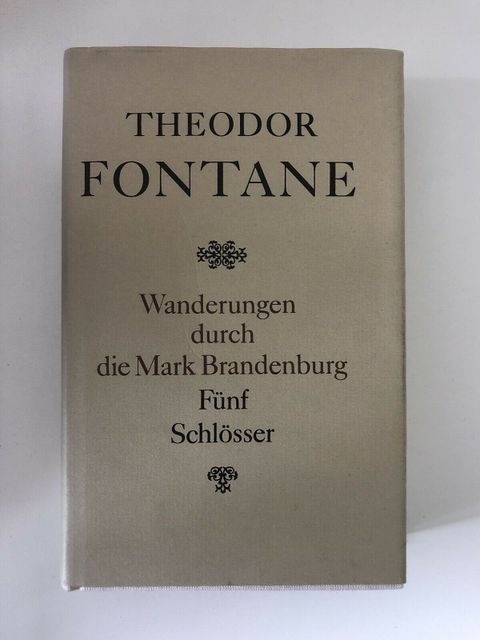 THEODOR
FONTANE
Wanderungen
durch
die Mark Brandenburg
Fünf
Schlösser